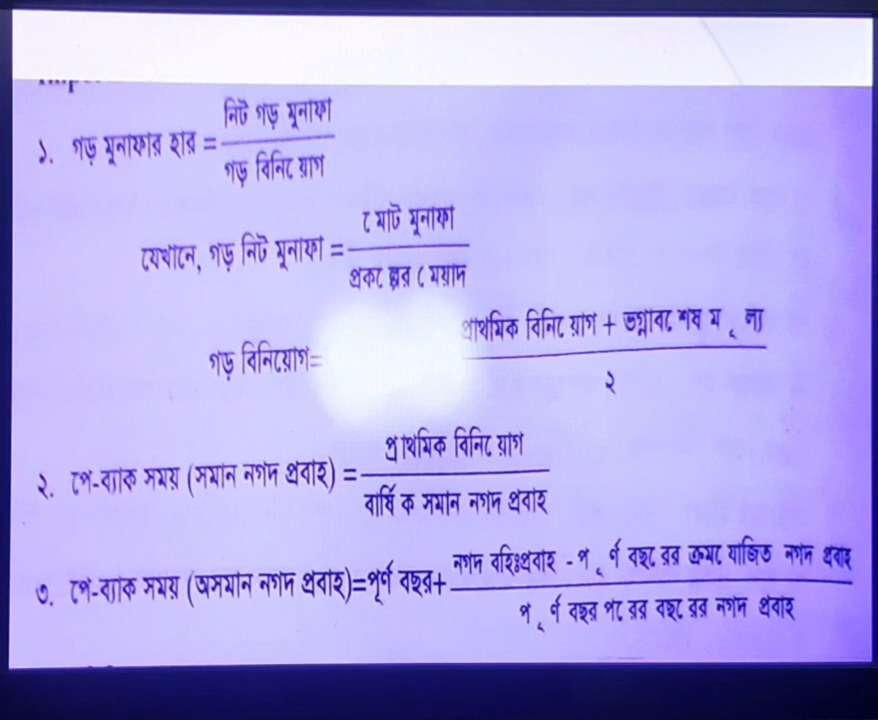 ১. গড় মুনাফার হার = নিট গড় মুনাফা / গড় বিনিয়োগ
যেখানে, গড় নিট মুনাফা = মোট মুনাফা / প্রকল্পের মেয়াদ
গড় বিনিয়োগ= প্রাথমিক বিনিয়োগ + ভগ্নাবশেষ মূল্য / ২
২. পে-ব্যাক সময় (সমান নগদ প্রবাহ) = প্রাথমিক বিনিয়োগ / বার্ষিক সমান নগদ প্রবাহ
৩. পে-ব্যাক সময় (অসমান নগদ প্রবাহ)=পূর্ণ বছর+ নগদ বহিঃপ্রবাহ - পূর্ণ বছরের ক্রমযোজিত নগদ প্রবাহ / পূর্ণ বছর পরের বছরের নগদ প্রবাহ